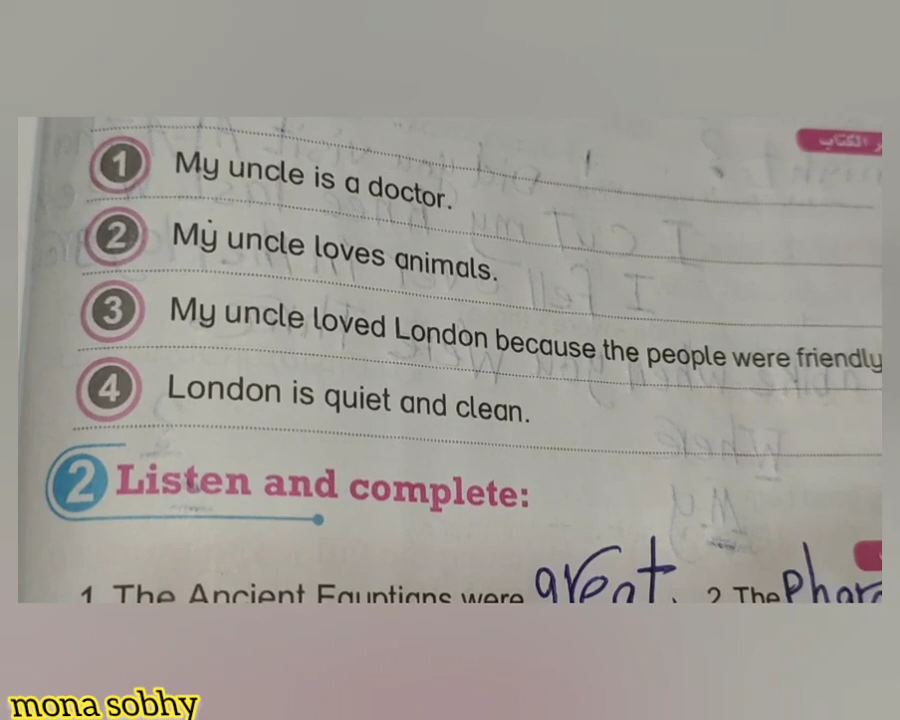 1 My uncle is a doctor.
2 My uncle loves animals.
3 My uncle loved London because the people were friendly
4 London is quiet and clean.
2 Listen and complete:
1 The Ancient Egyptians were great. 2 The phar
mona sobhy